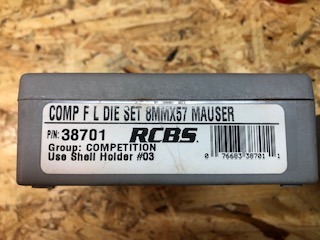 COMP F L DIE SET 8MMX57 MAUSER
P/N: 38701 RCBS.
Group: COMPETITION
Use Shell Holder #03
0 76683 38701 1